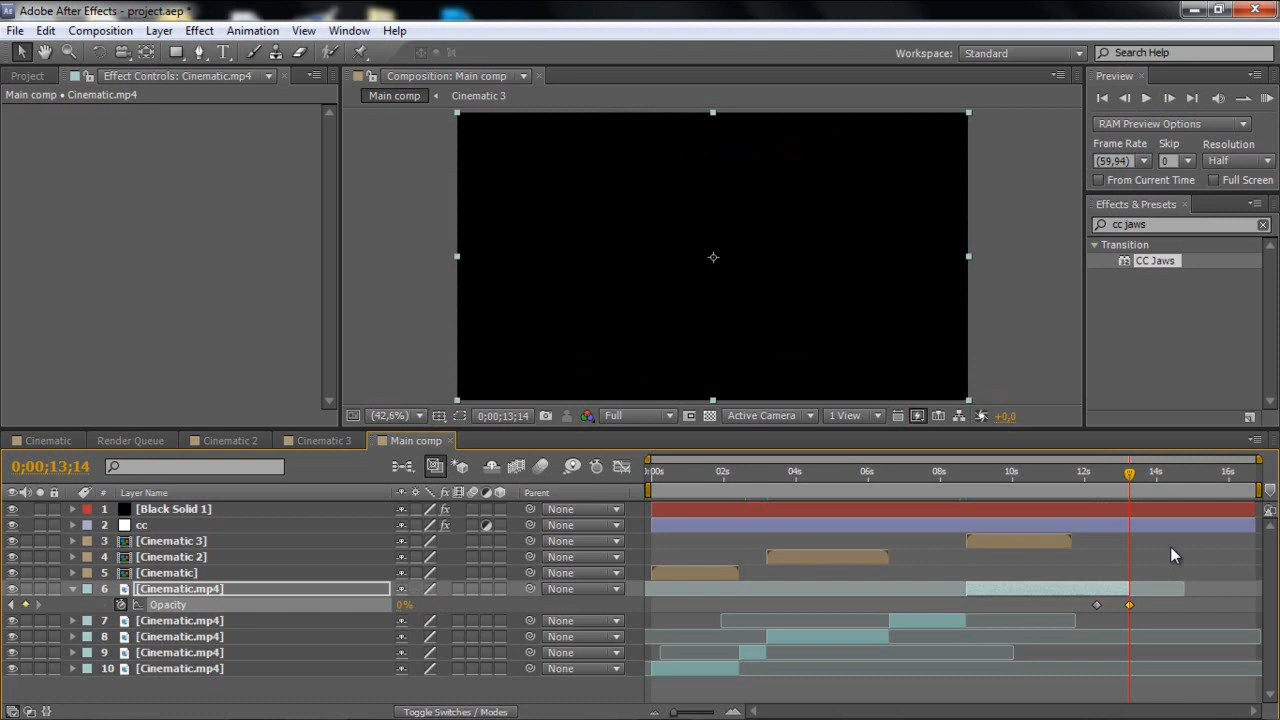 Adobe After Effects - project.aep *
File Edit Composition Layer Effect Animation View Window Help
Workspace: Standard Search Help
Project Effect Controls: Cinematic.mp4 Composition: Main comp Preview
Main comp • Cinematic.mp4
Main comp Cinematic 3
RAM Preview Options
Frame Rate Skip Resolution
(59,94) 0 Half
From Current Time Full Screen
Effects & Presets
cc jaws
Transition
CC Jaws
(42,6%) 0;00;13;14 Full Active Camera 1 View +0,0
Cinematic Render Queue Cinematic 2 Cinematic 3 Main comp
0;00;13;14
:00s 02s 04s 06s 08s 10s 12s 14s 16s
# Layer Name fx Parent
1 [Black Solid 1] fx None
2 cc fx None
3 [Cinematic 3] None
4 [Cinematic 2] None
5 [Cinematic] None
6 [Cinematic.mp4] None
Opacity 0%
7 [Cinematic.mp4] None
8 [Cinematic.mp4] None
9 [Cinematic.mp4] None
10 [Cinematic.mp4] None
Toggle Switches / Modes